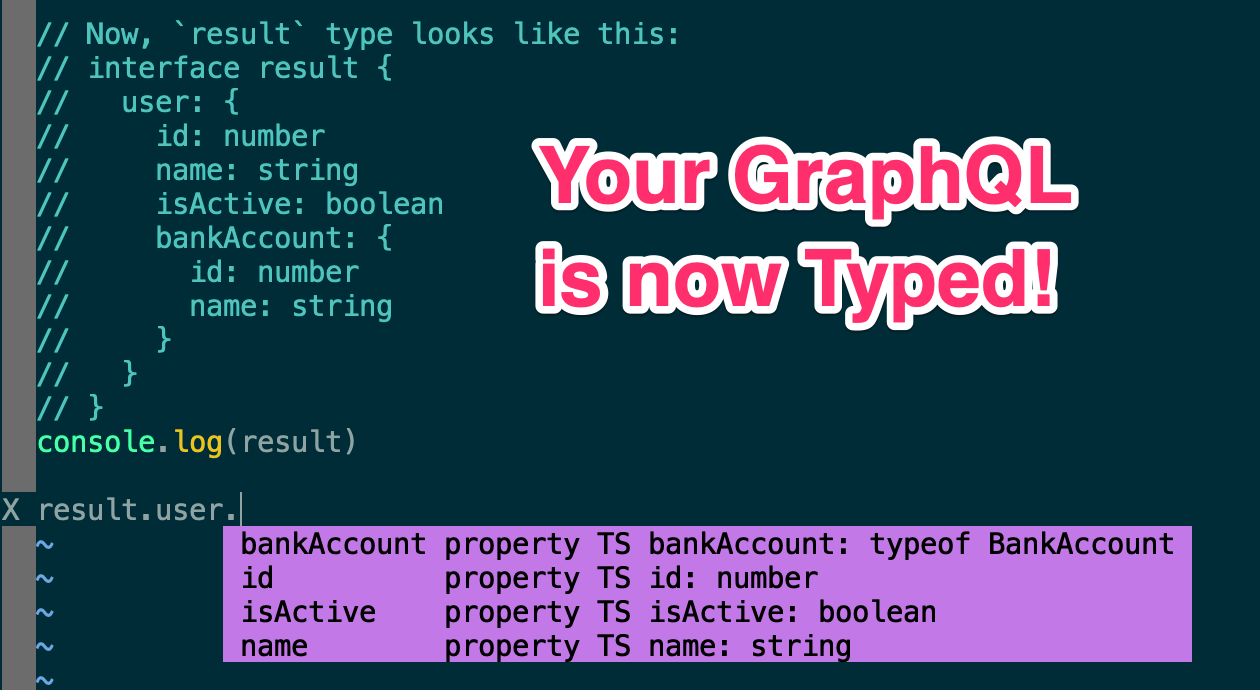 // Now, `result` type looks like this:
// interface result {
//   user: {
//     id: number
//     name: string
//     isActive: boolean
//     bankAccount: {
//       id: number
//       name: string
//     }
//   }
// }
console.log(result)
Your GraphQL
is now Typed!
X result.user.
~ bankAccount property TS bankAccount: typeof BankAccount
~ id          property TS id: number
~ isActive    property TS isActive: boolean
~ name        property TS name: string
~